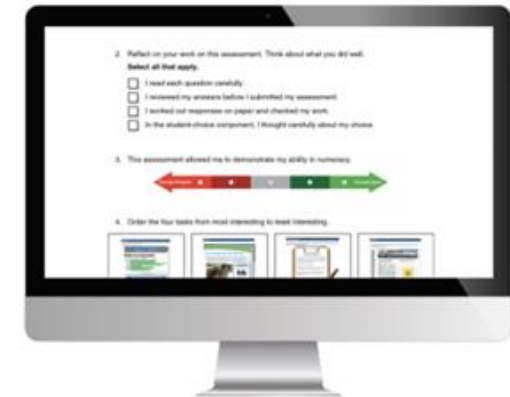 2. Reflect on your work on this assessment. Think about what you did well.
Select all that apply.
I read each question carefully.
I reviewed my answers before I submitted my assessment.
I worked out responses on paper and checked my work.
In the student-choice component, I thought carefully about my choice.
3. This assessment allowed me to demonstrate my ability in numeracy.
4. Order the four tasks from most interesting to least interesting.